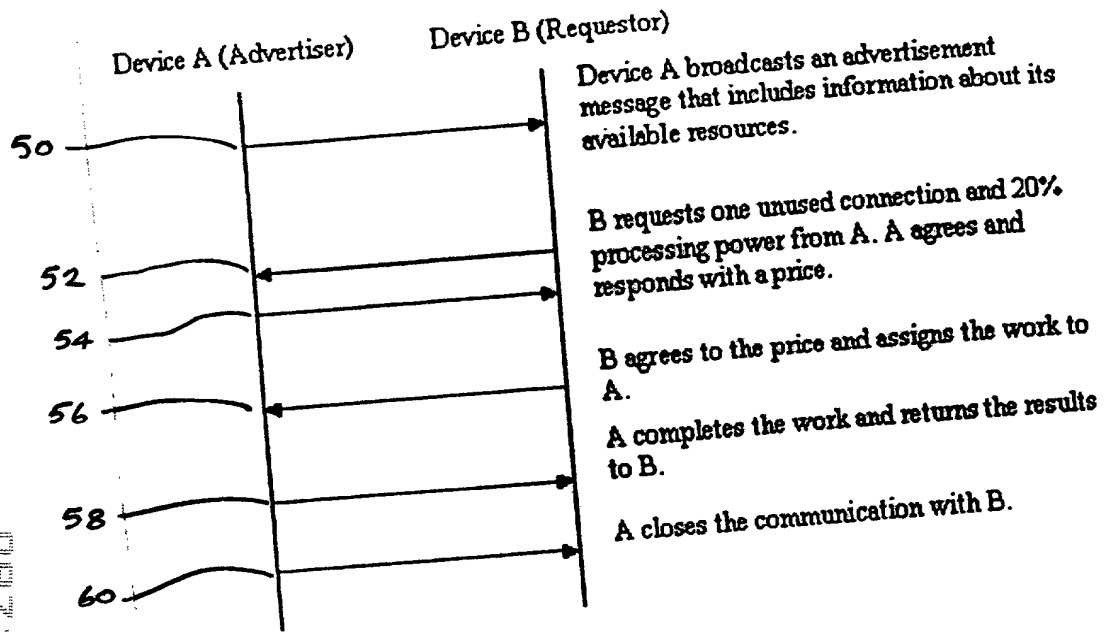 Device A (Advertiser)
Device B (Requestor)
Device A broadcasts an advertisement
message that includes information about its
available resources.
50
B requests one unused connection and 20%
processing power from A. A agrees and
responds with a price.
52
54
B agrees to the price and assigns the work to
A.
56
A completes the work and returns the results
to B.
58
A closes the communication with B.
60